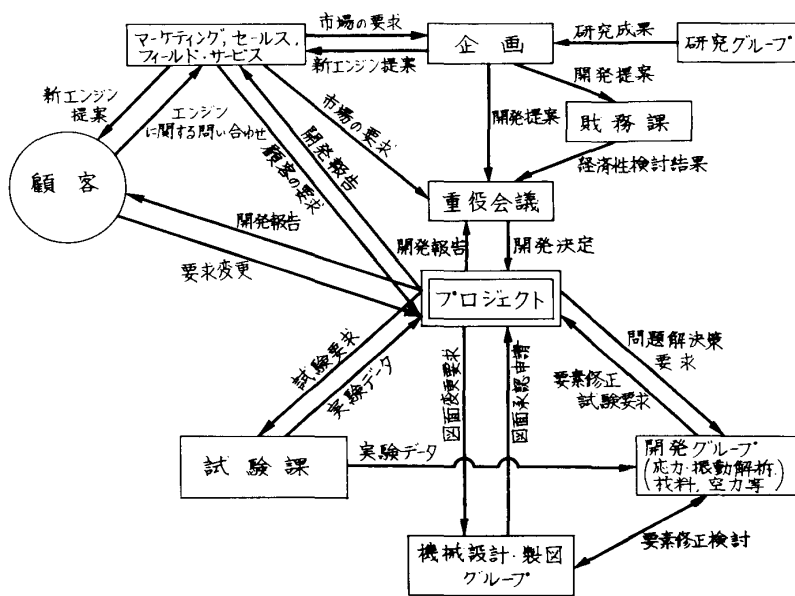 マーケティング,セールス,
フィールド・サービス
市場の要求
新エンジン提案
企画
研究成果
研究グループ
新エンジン
提案
エンジン
に関する問い合わせ
開発報告
顧客の要求
市場の要求
開発提案
開発提案
財務課
経済性検討結果
顧客
重役会議
開発報告
要求変更
開発報告
開発決定
プロジェクト
試験要求
実験データ
図面変更要求
図面承認申請
問題解決策
要求
要素修正
試験要求
試験課
実験データ
開発グループ
(応力・振動解析,
材料,空力等)
機械設計・製図
グループ
要素修正検討